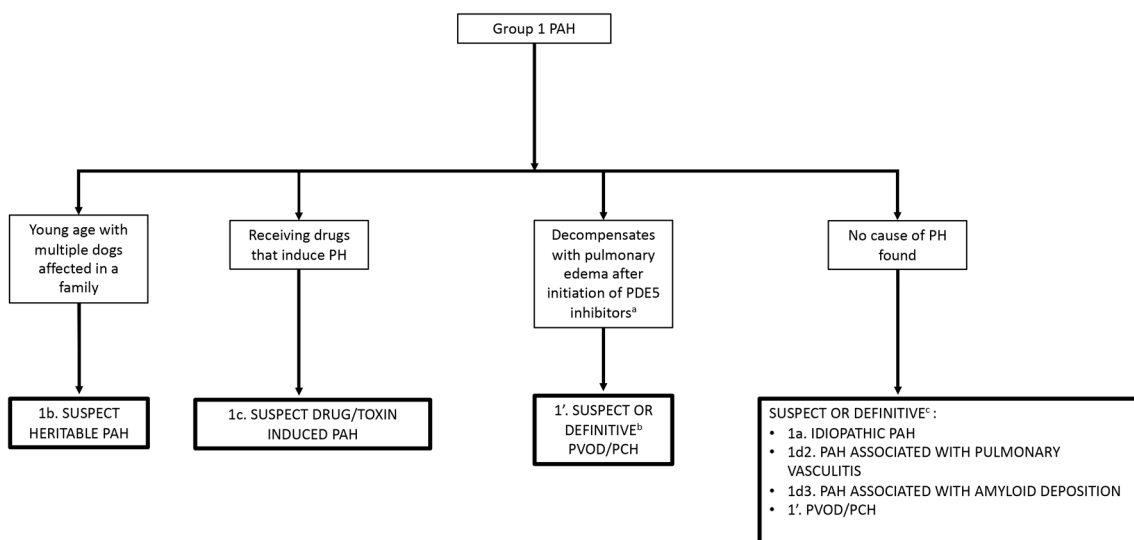 Group 1 PAH
Young age with
multiple dogs
affected in a
family
Receiving drugs
that induce PH
Decompensates
with pulmonary
edema after
initiation of PDE5
inhibitorsᵃ
No cause of PH
found
1b. SUSPECT
HERITABLE PAH
1c. SUSPECT DRUG/TOXIN
INDUCED PAH
1’. SUSPECT OR
DEFINITIVEᵇ
PVOD/PCH
SUSPECT OR DEFINITIVEᶜ :
• 1a. IDIOPATHIC PAH
• 1d2. PAH ASSOCIATED WITH PULMONARY
VASCULITIS
• 1d3. PAH ASSOCIATED WITH AMYLOID DEPOSITION
• 1’. PVOD/PCH